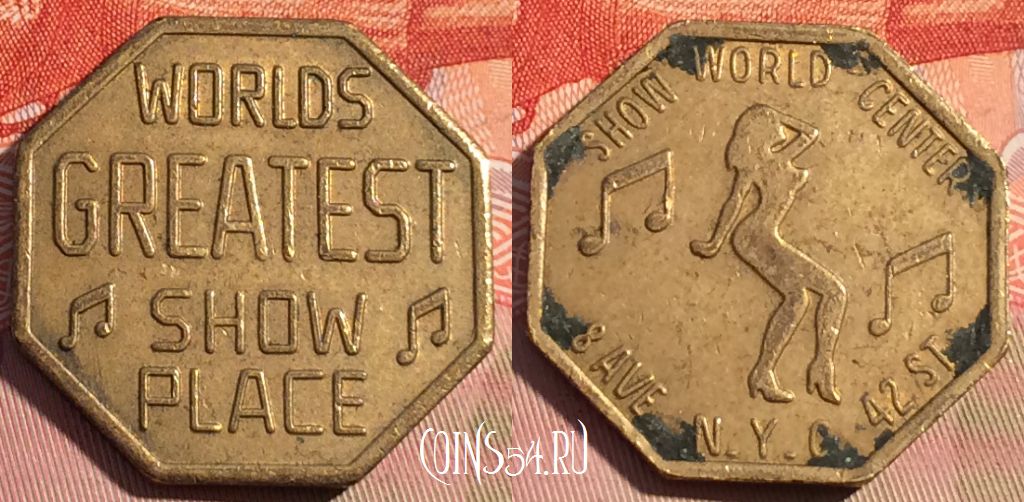 WORLDS
GREATEST
SHOW
PLACE
SHOW WORLD CENTER
8 AVE N.Y.C 42 ST
COINS54.RU